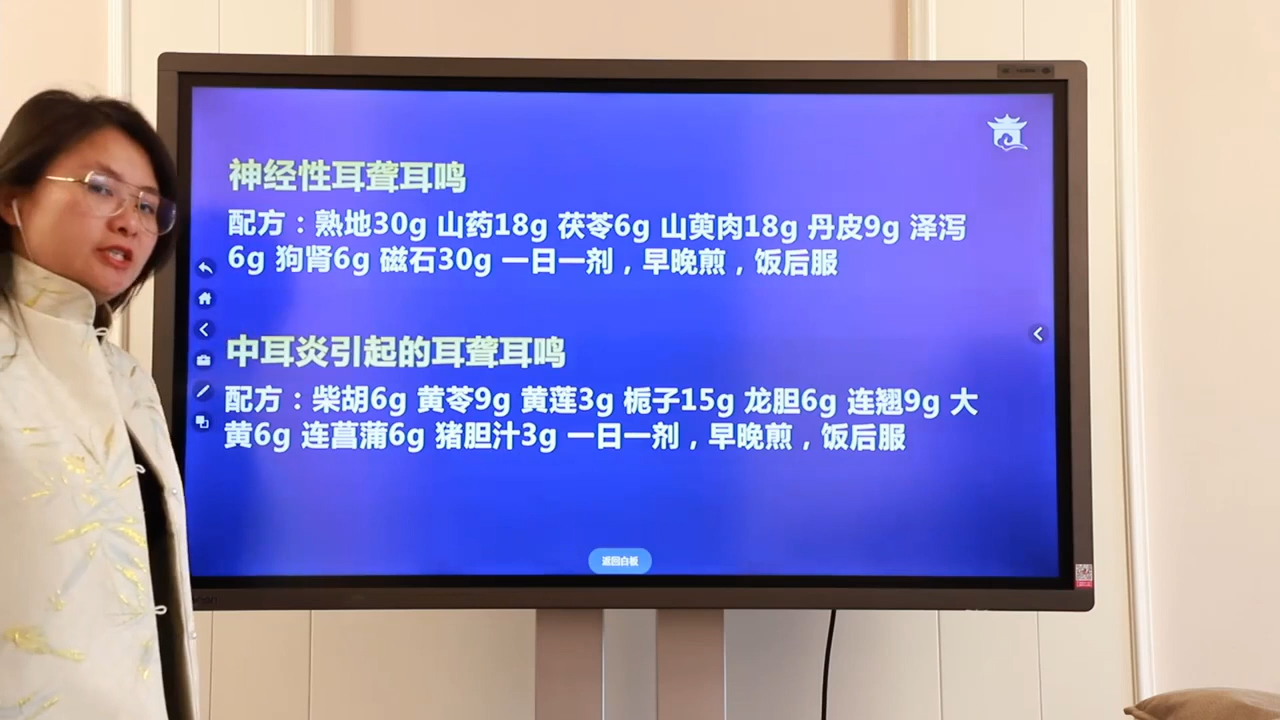 神经性耳聋耳鸣
配方：熟地30g 山药18g 茯苓6g 山萸肉18g 丹皮9g 泽泻
6g 狗肾6g 磁石30g 一日一剂，早晚煎，饭后服
中耳炎引起的耳聋耳鸣
配方：柴胡6g 黄苓9g 黄莲3g 栀子15g 龙胆6g 连翘9g 大
黄6g 连菖蒲6g 猪胆汁3g 一日一剂，早晚煎，饭后服
返回白板